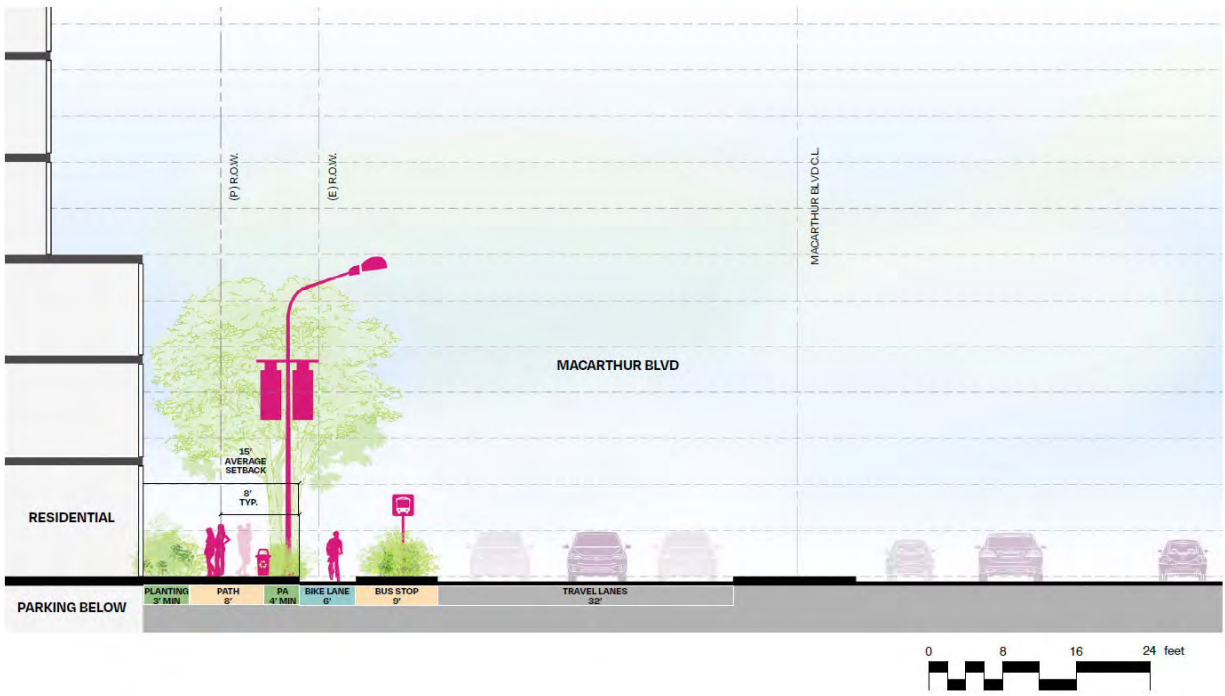 (P) R.O.W.
(E) R.O.W.
MACARTHUR BLVD C.L.
MACARTHUR BLVD
15'
AVERAGE
SETBACK
8'
TYP.
RESIDENTIAL
PARKING BELOW
PLANTING
3' MIN
PATH
8'
PA
4' MIN
BIKE LANE
6'
BUS STOP
9'
TRAVEL LANES
32'
0 8 16 24 feet